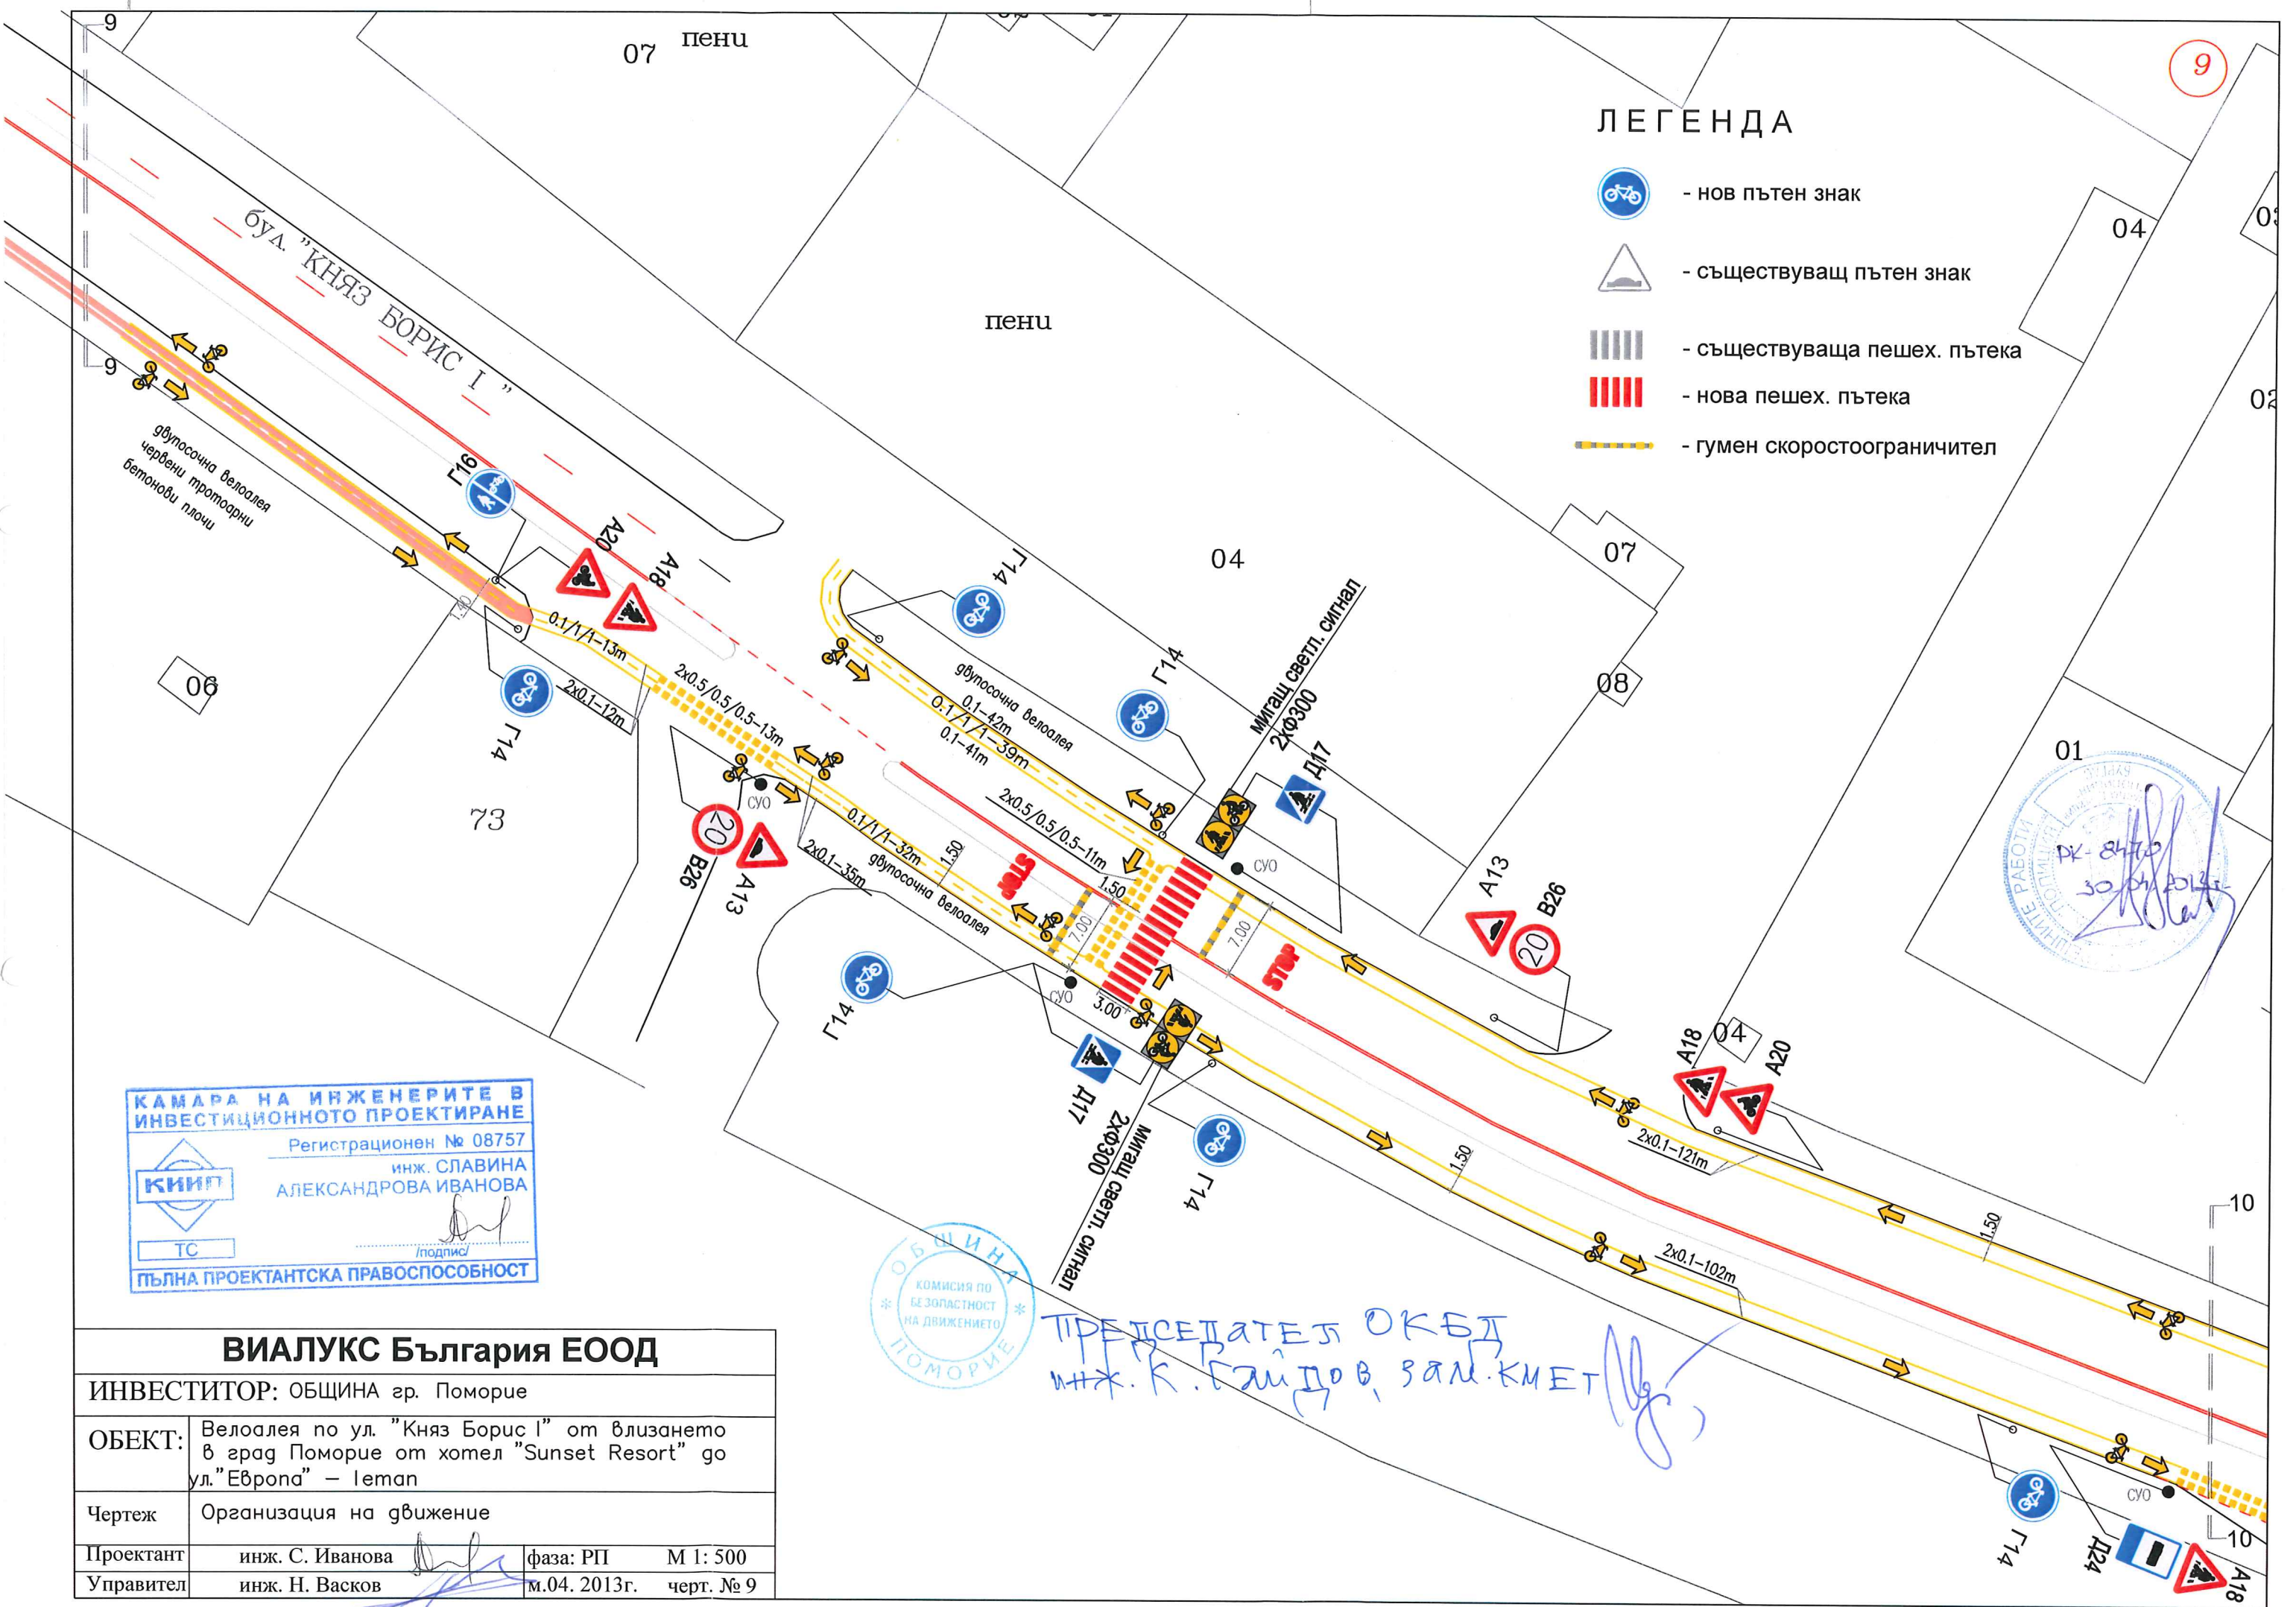 9
07
пени
9
ЛЕГЕНДА
- нов пътен знак
- съществуващ пътен знак
- съществуваща пешех. пътека
- нова пешех. пътека
- гумен скоростоограничител
04
02
бул. "КНЯЗ БОРИС I "
пени
9
двупосочна велоалея
червени тротоарни
бетонови плочи
Г19
А20
А18
1.40
0.1/1/1-13m
2x0.1-12m
Г14
2x0.5/0.5/0.5-13m
06
73
Г14
04
07
08
двупосочна велоалея
0.1-42m
0.1/1/1-39m
0.1-41m
Г14
мигащ светл. сигнал
2xФ300
Д17
СУО
20
В26
А13
0.1/1/1-32m
2x0.1-35m
двупосочна велоалея
1.50
2x0.5/0.5/0.5-11m
STOP
1.50
7.00
7.00
STOP
СУО
СУО
3.00
Г14
Д17
мигащ светл. сигнал
2xФ300
Г14
А13
В26
20
01
РК-8470
А18
04
А20
2x0.1-121m
1.50
1.50
2x0.1-102m
10
СУО
Г14
Д24
А18
10
КАМАРА НА ИНЖЕНЕРИТЕ В
ИНВЕСТИЦИОННОТО ПРОЕКТИРАНЕ
Регистрационен № 08757
инж. СЛАВИНА
АЛЕКСАНДРОВА ИВАНОВА
КИИП
ТС
/подпис/
ПЪЛНА ПРОЕКТАНТСКА ПРАВОСПОСОБНОСТ
ОБЩИНА
КОМИСИЯ ПО
БЕЗОПАСТНОСТ
НА ДВИЖЕНИЕТО
ПОМОРИЕ
ПРЕДСЕДАТЕЛ ОКБД
инж. К. Гайдов, зам. КМЕТ
ВИАЛУКС България ЕООД
ИНВЕСТИТОР: ОБЩИНА гр. Поморие
ОБЕКТ: Велоалея по ул. "Княз Борис I" от влизането
в град Поморие от хотел "Sunset Resort" до
ул."Европа" – Iетап
Чертеж Организация на движение
Проектант инж. С. Иванова фаза: РП М 1: 500
Управител инж. Н. Васков м.04. 2013г. черт. № 9